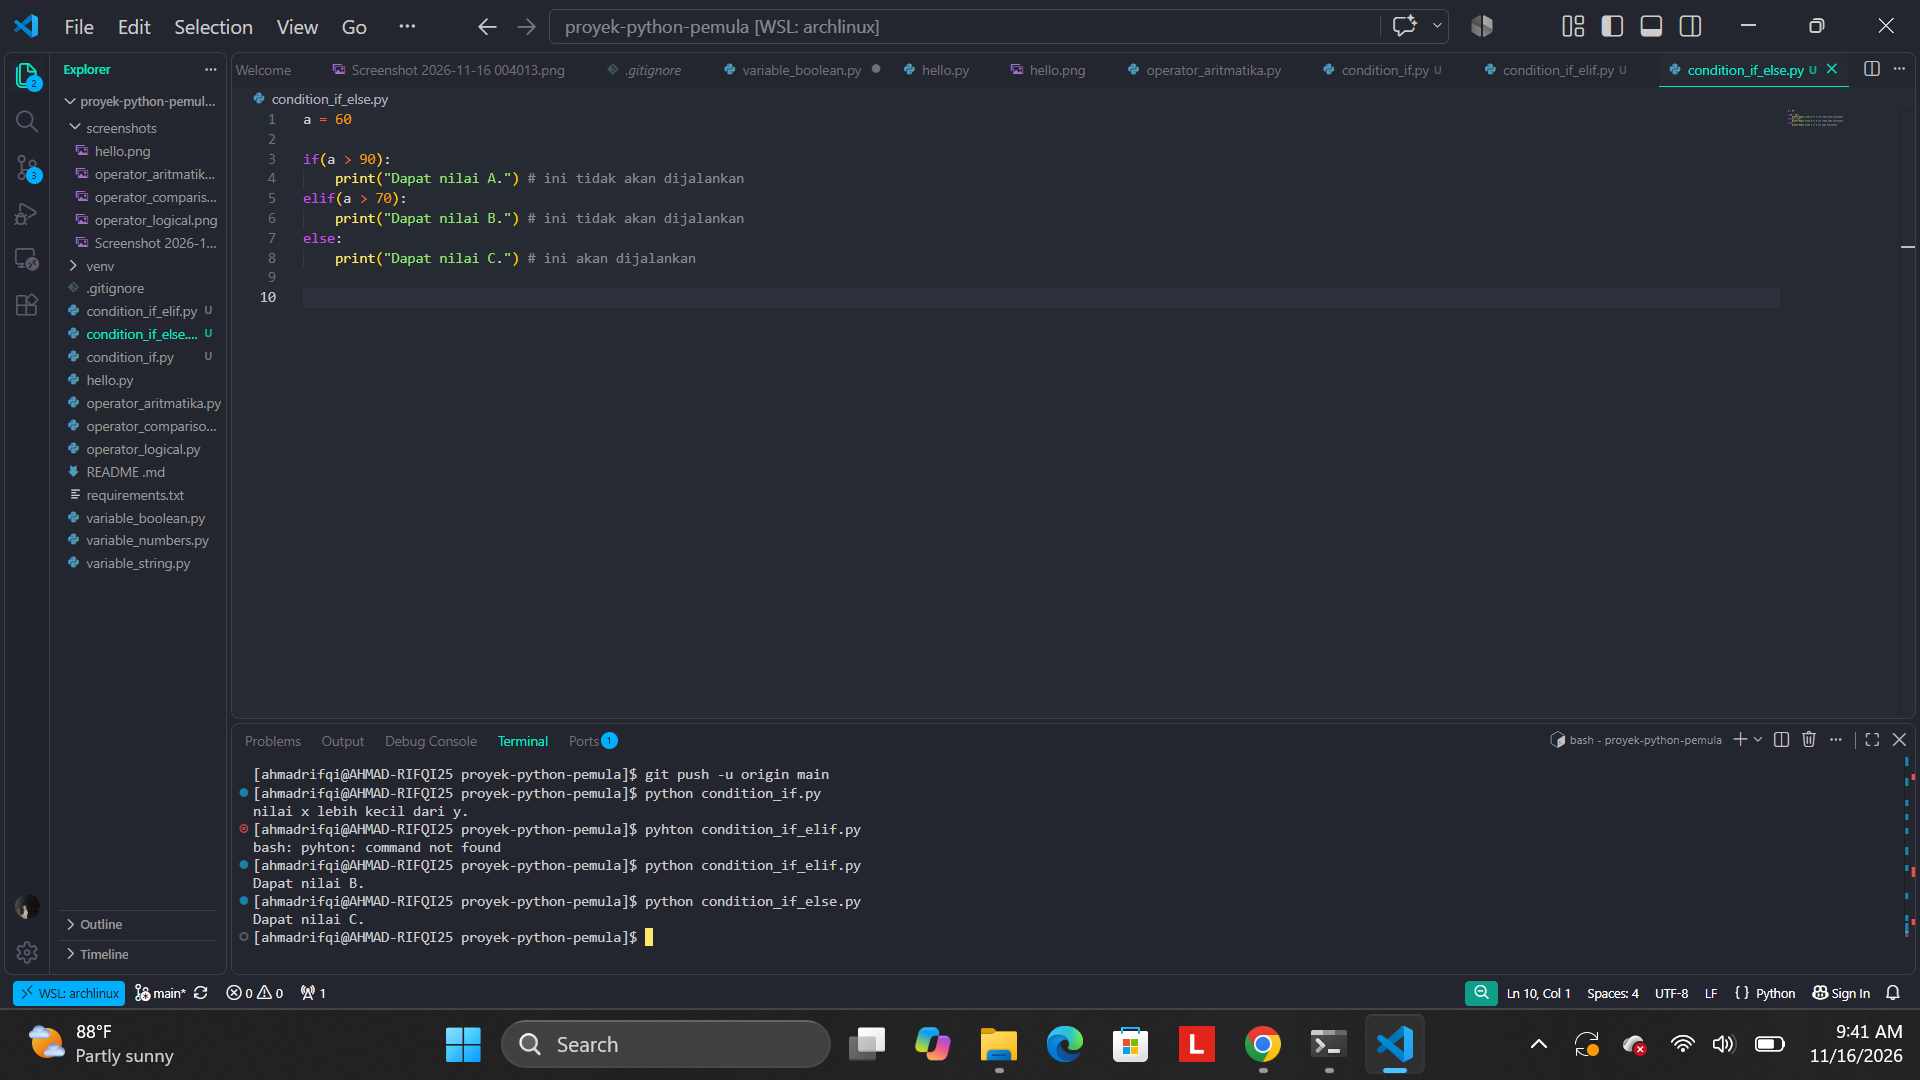 File Edit Selection View Go ···
proyek-python-pemula [WSL: archlinux]
Explorer
Welcome
Screenshot 2026-11-16 004013.png
.gitignore
variable_boolean.py
hello.py
hello.png
operator_aritmatika.py
condition_if.py U
condition_if_elif.py U
condition_if_else.py U
proyek-python-pemul...
screenshots
hello.png
operator_aritmatik...
operator_comparis...
operator_logical.png
Screenshot 2026-1...
venv
.gitignore
condition_if_elif.py U
condition_if_else.... U
condition_if.py U
hello.py
operator_aritmatika.py
operator_compariso...
operator_logical.py
README .md
requirements.txt
variable_boolean.py
variable_numbers.py
variable_string.py
Outline
Timeline
2
3
condition_if_else.py
1 a = 60
2
3 if(a > 90):
4 print("Dapat nilai A.") # ini tidak akan dijalankan
5 elif(a > 70):
6 print("Dapat nilai B.") # ini tidak akan dijalankan
7 else:
8 print("Dapat nilai C.") # ini akan dijalankan
9
10
Problems Output Debug Console Terminal Ports 1
bash - proyek-python-pemula
[ahmadrifqi@AHMAD-RIFQI25 proyek-python-pemula]$ git push -u origin main
[ahmadrifqi@AHMAD-RIFQI25 proyek-python-pemula]$ python condition_if.py
nilai x lebih kecil dari y.
[ahmadrifqi@AHMAD-RIFQI25 proyek-python-pemula]$ pyhton condition_if_elif.py
bash: pyhton: command not found
[ahmadrifqi@AHMAD-RIFQI25 proyek-python-pemula]$ python condition_if_elif.py
Dapat nilai B.
[ahmadrifqi@AHMAD-RIFQI25 proyek-python-pemula]$ python condition_if_else.py
Dapat nilai C.
[ahmadrifqi@AHMAD-RIFQI25 proyek-python-pemula]$
WSL: archlinux main* 0 0 1
Ln 10, Col 1 Spaces: 4 UTF-8 LF { } Python Sign In
88°F
Partly sunny
Search
L
9:41 AM
11/16/2026